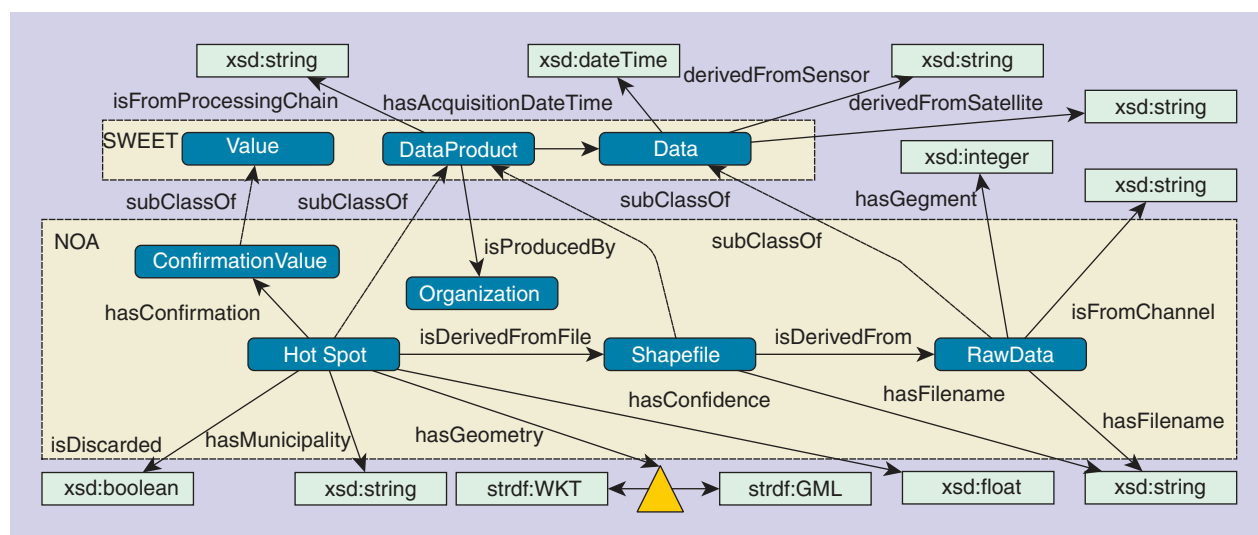 xsd:string
xsd:dateTime
xsd:string
derivedFromSensor
isFromProcessingChain
hasAcquisitionDateTime
derivedFromSatellite
xsd:string
SWEET
Value
DataProduct
Data
xsd:integer
xsd:string
subClassOf
subClassOf
subClassOf
hasGegment
NOA
isProducedBy
subClassOf
ConfirmationValue
Organization
hasConfirmation
isFromChannel
isDerivedFromFile
isDerivedFrom
Hot Spot
Shapefile
RawData
hasConfidence
hasFilename
hasFilename
isDiscarded
hasMunicipality
hasGeometry
xsd:boolean
xsd:string
strdf:WKT
strdf:GML
xsd:float
xsd:string